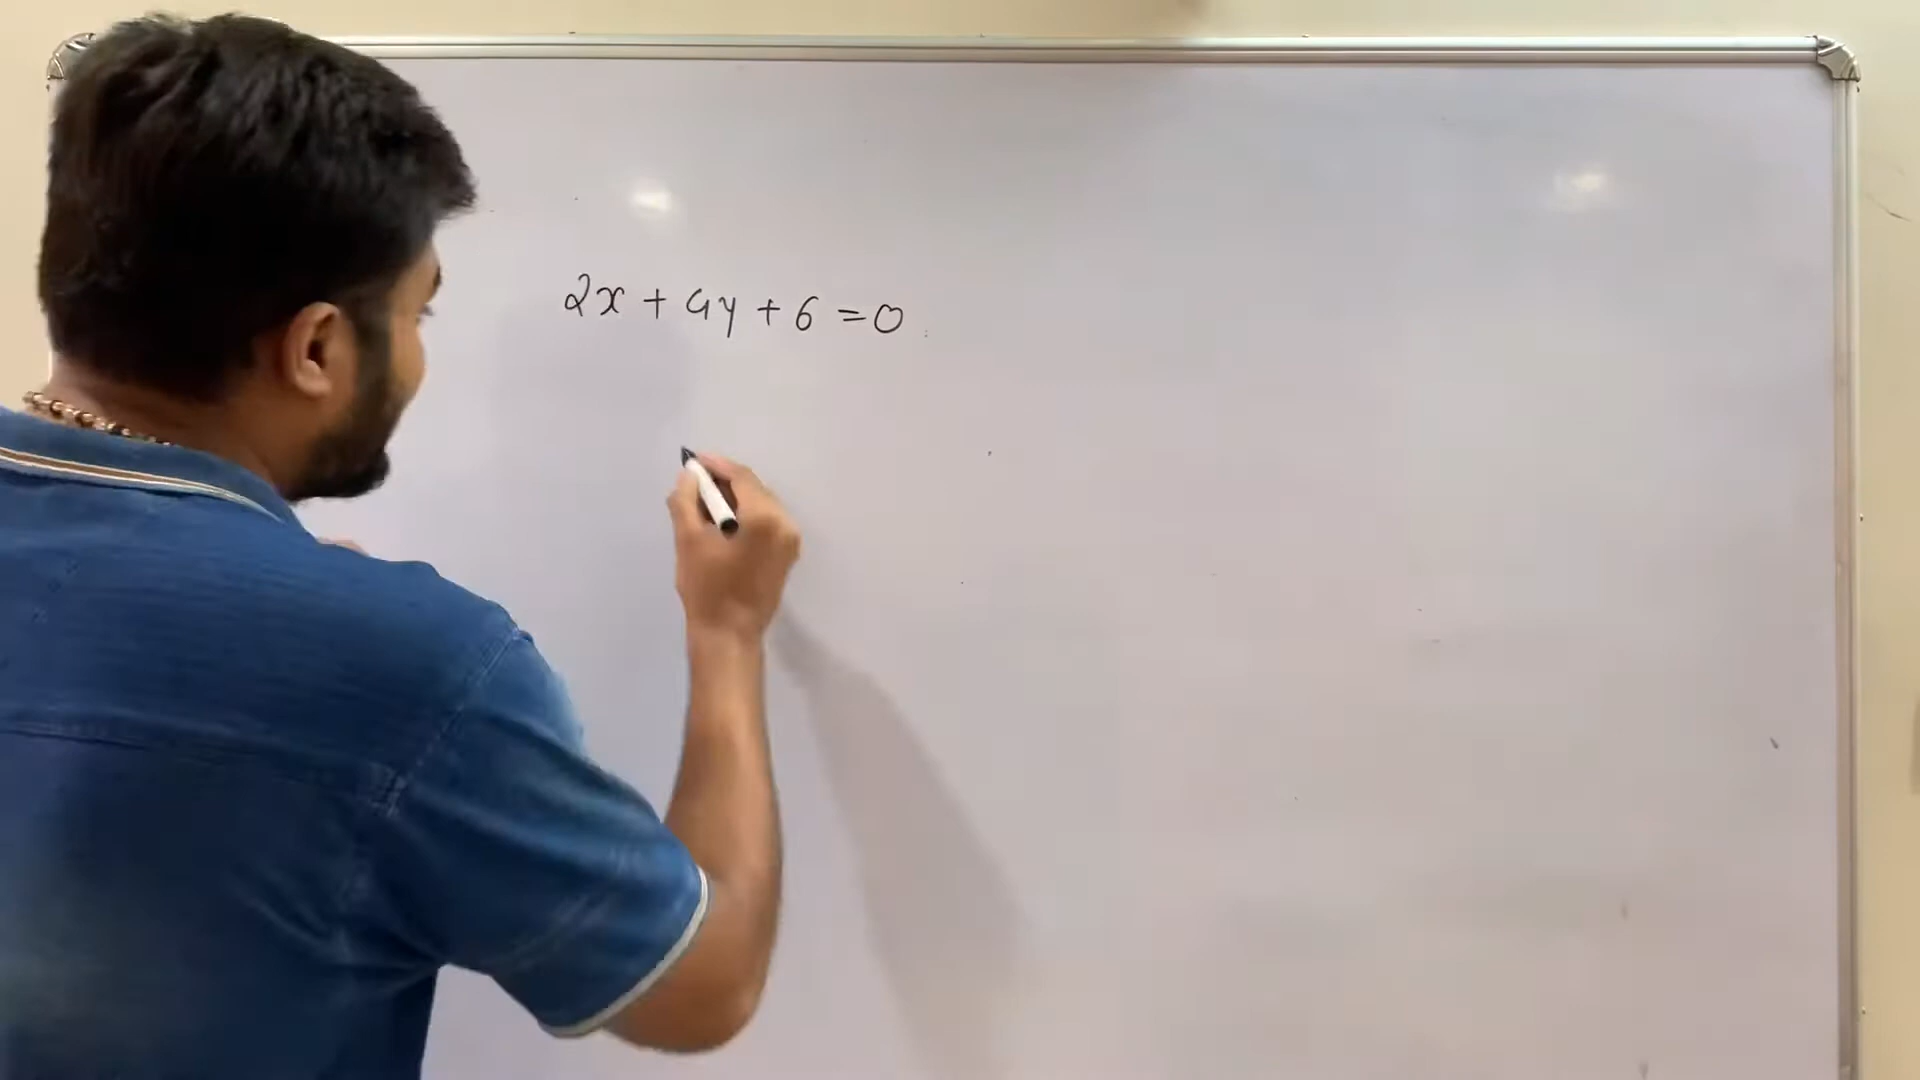 2x + 4y + 6 = 0